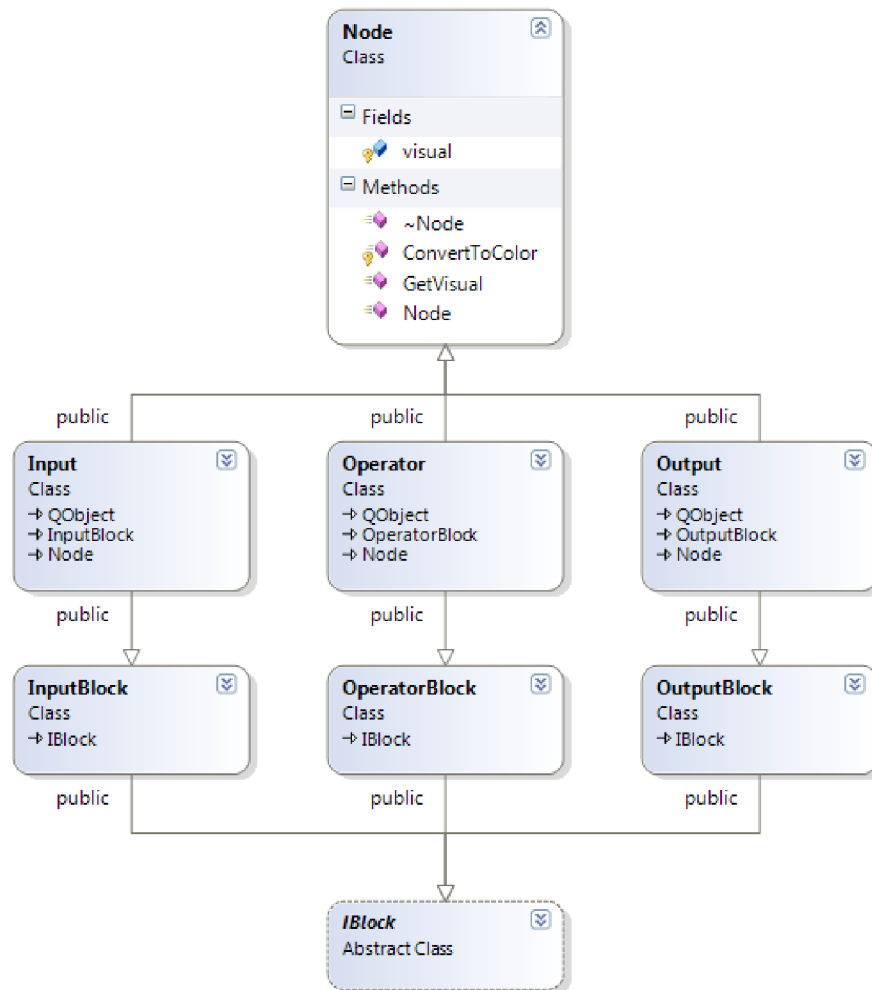 Node
Class
Fields
visual
Methods
~Node
ConvertToColor
GetVisual
Node
public public public
Input
Class
QObject
InputBlock
Node
Operator
Class
QObject
OperatorBlock
Node
Output
Class
QObject
OutputBlock
Node
public public public
InputBlock
Class
IBlock
OperatorBlock
Class
IBlock
OutputBlock
Class
IBlock
public public public
IBlock
Abstract Class